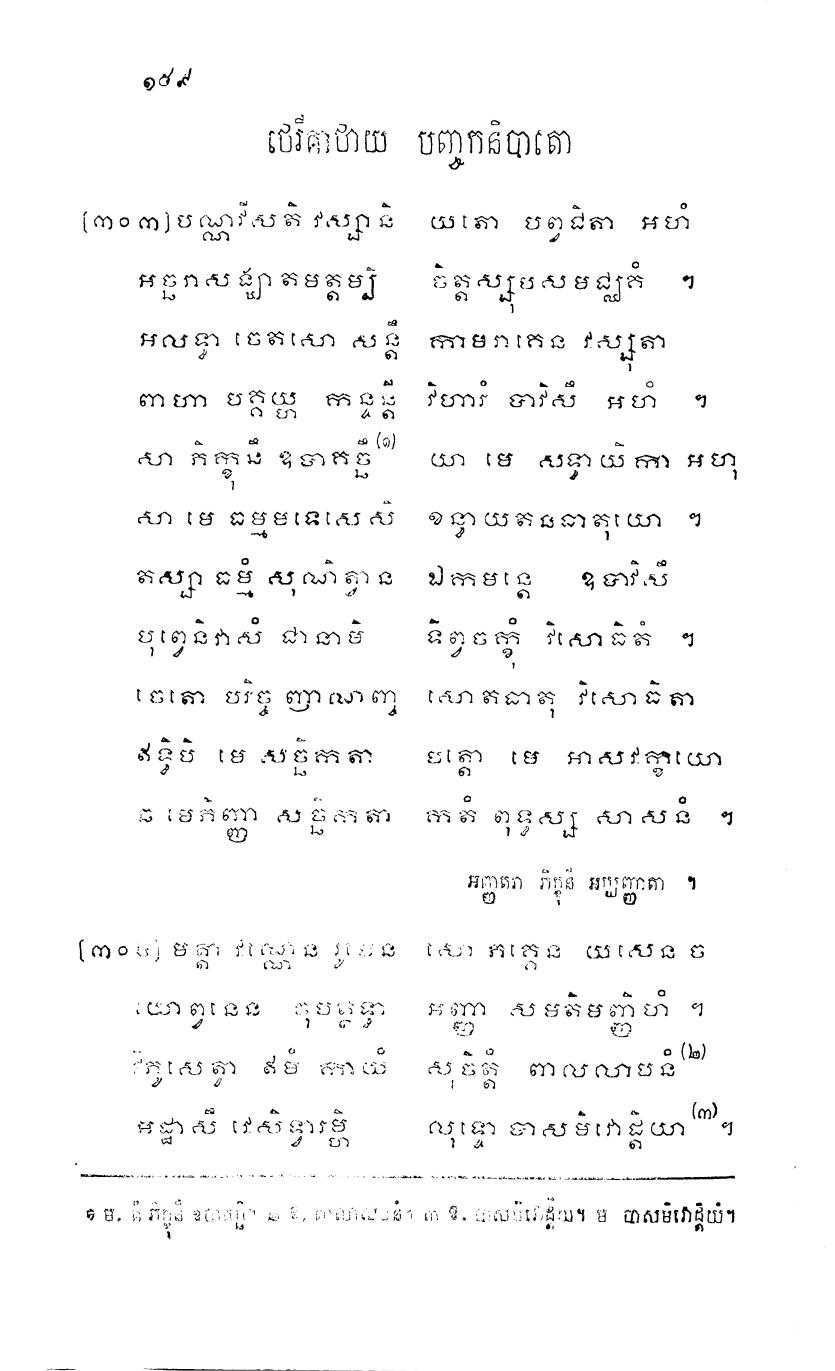 ១៥៩
ថេរីគាថាយ បញ្ចកនិបាតោ
[៣០៣] បណ្ណវីសតិ វស្សានិ យតោ បព្វជិតា អហំ
អច្ឆរាសង្ឃាតមត្តម្បិ ចិត្តស្សុបសមជ្ឈគំ ។
អលទ្ធា ចេតសោ សន្តឹ កាមរាគេន វស្សុតា
ពាហា បគ្គយ្ហ កន្ទន្តី វិហារំ បាវិសឹ អហំ ។
សា ភិក្ខុនឹ ឧបាគច្ឆឹ (១) យា មេ សទ្ធាយិកា អហុ
សា មេ ធម្មមទេសេសិ ខន្ធាយតនធាតុយោ ។
តស្សា ធម្មំ សុណិត្វាន ឯកមន្តេ ឧបាវិសឹ
បុព្វេនិវាសំ ជានាមិ ទិព្វចក្ខុំ វិសោធិតំ ។
ចេតោ បរិច្ច ញាណញ្ច សោតធាតុ វិសោធិតា
ឥទ្ធិបិ មេ សច្ឆិកតា បត្តោ មេ អាសវក្ខយោ
ឆ មេភិញ្ញា សច្ឆិកតា កតំ ពុទ្ធស្ស សាសនំ ។
អញ្ញតរា ភិក្ខុនី អប្បញ្ញាតា ។
[៣០៤] មត្តា វណ្ណេន រូបេន សោភគ្គេន យសេន ច
យោព្វនេន ចុបត្ថទ្ធា អញ្ញា សមតិមញ្ញិហំ ។
វិភូសេត្វា ឥមំ កាយំ សុចិត្តំ ពាលលាបនំ (២)
អដ្ឋាសឹ វេសិទ្វារម្ហិ លុទ្ទោ បាសមិវោដ្ដិយា (៣) ។
១ ម. តំ ភិក្ខុនី ឧបាគច្ឆិ។ ២ ឱ. ពាលាលបនំ។ ៣ ឱ. បាសមិវោឌ្ឌិយ។ ម បាសមិវោឌ្ឌិយំ។